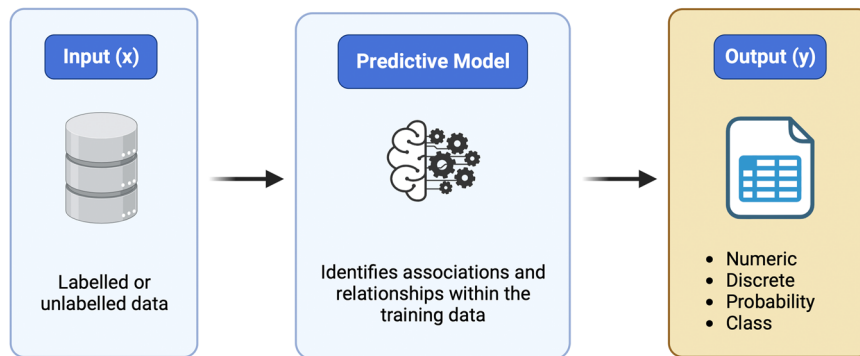 Input (x)
Labelled or
unlabelled data
Predictive Model
Identifies associations and
relationships within the
training data
Output (y)
• Numeric
• Discrete
• Probability
• Class